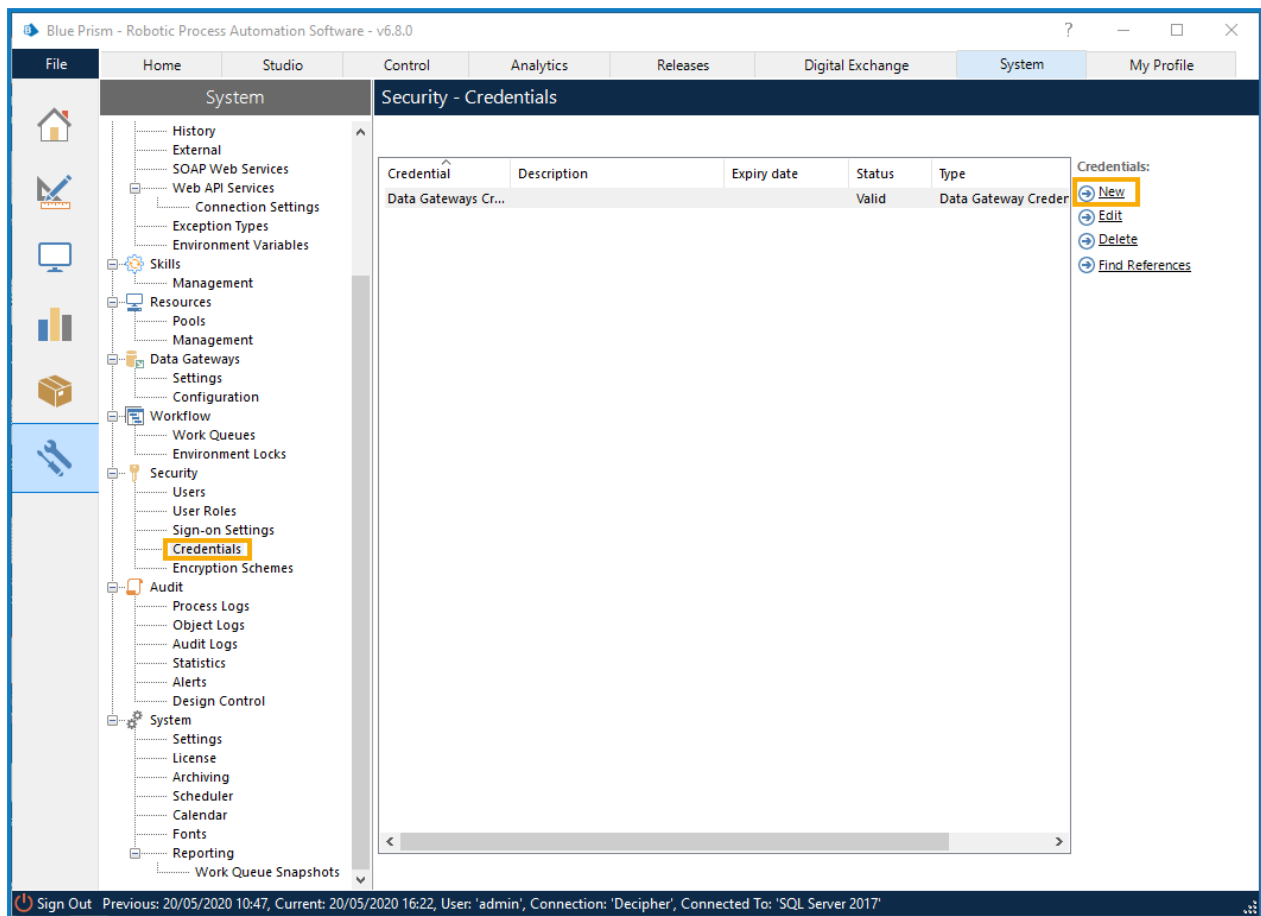 Blue Prism - Robotic Process Automation Software - v6.8.0
File Home Studio Control Analytics Releases Digital Exchange System My Profile
System
Security - Credentials
History
External
SOAP Web Services
Web API Services
Connection Settings
Exception Types
Environment Variables
Skills
Management
Resources
Pools
Management
Data Gateways
Settings
Configuration
Workflow
Work Queues
Environment Locks
Security
Users
User Roles
Sign-on Settings
Credentials
Encryption Schemes
Audit
Process Logs
Object Logs
Audit Logs
Statistics
Alerts
Design Control
System
Settings
License
Archiving
Scheduler
Calendar
Fonts
Reporting
Work Queue Snapshots
Credential Description Expiry date Status Type
Data Gateways Cr... Valid Data Gateway Creder
Credentials:
New
Edit
Delete
Find References
Sign Out Previous: 20/05/2020 10:47, Current: 20/05/2020 16:22, User: 'admin', Connection: 'Decipher', Connected To: 'SQL Server 2017'